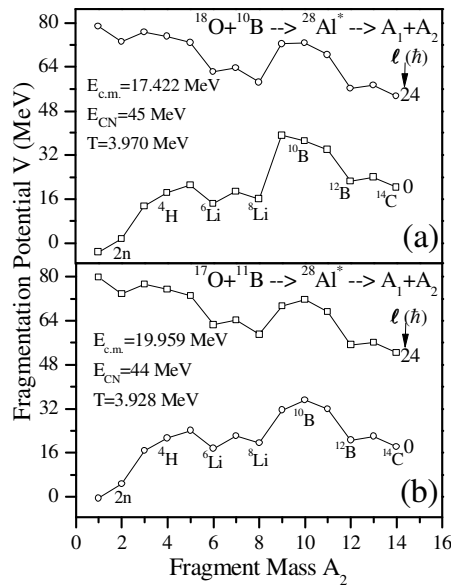 ¹⁸O+¹⁰B --> ²⁸Al* --> A₁+A₂
80
ℓ (ħ)
64
24
E_c.m.=17.422 MeV
48
E_CN=45 MeV
T=3.970 MeV
32
¹⁰B
16
⁴H
⁶Li
⁸Li
¹²B
¹⁴C
0
0
2n
(a)
Fragmentation Potential V (MeV)
¹⁷O+¹¹B --> ²⁸Al* --> A₁+A₂
80
ℓ (ħ)
64
24
E_c.m.=19.959 MeV
48
E_CN=44 MeV
T=3.928 MeV
32
¹⁰B
16
⁴H
⁶Li
⁸Li
¹²B
¹⁴C
0
0
2n
(b)
0 2 4 6 8 10 12 14 16
Fragment Mass A₂